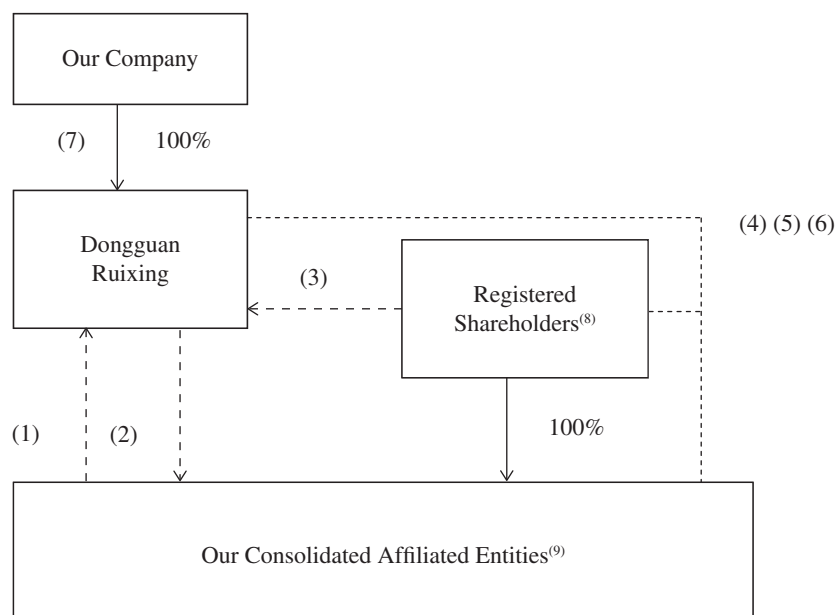 Our Company
(7) 100%
Dongguan
Ruixing
(4) (5) (6)
(3)
Registered
Shareholders(8)
(1) (2)
100%
Our Consolidated Affiliated Entities(9)